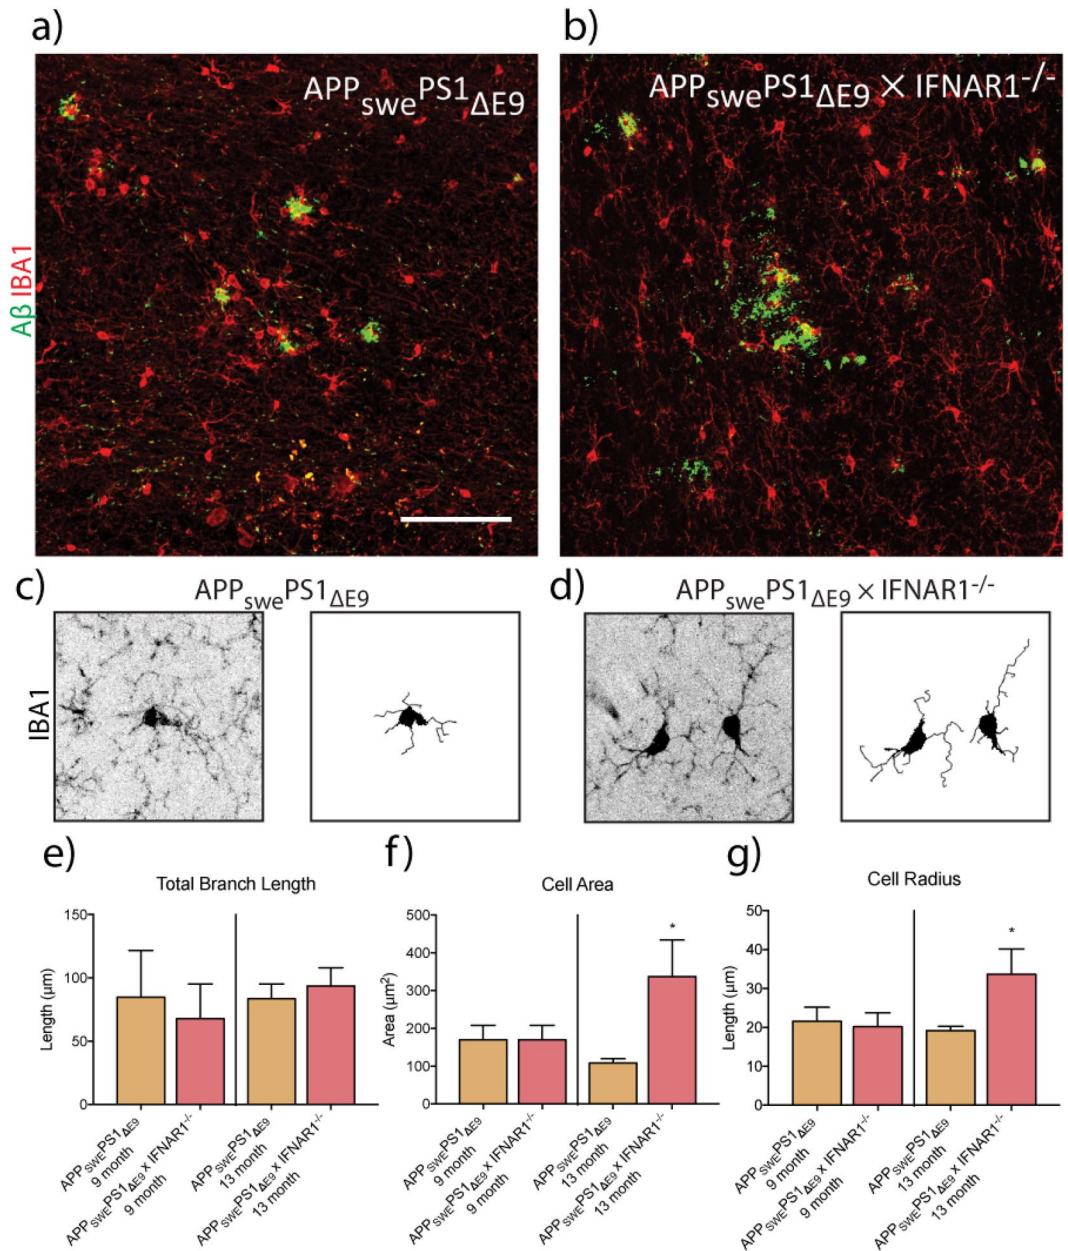 a)
b)
APPswePS1ΔE9
APPswePS1ΔE9 × IFNAR1-/-
Aβ IBA1
c)
APPswePS1ΔE9
d)
APPswePS1ΔE9 × IFNAR1-/-
IBA1
e)
Total Branch Length
150
100
50
0
Length (μm)
APPSWEPS1ΔE9
9 month
APPSWEPS1ΔE9 x IFNAR1-/-
9 month
APPSWEPS1ΔE9
13 month
APPSWEPS1ΔE9 x IFNAR1-/-
13 month
f)
Cell Area
500
400
300
200
100
0
Area (μm2)
*
APPSWEPS1ΔE9
9 month
APPSWEPS1ΔE9 x IFNAR1-/-
9 month
APPSWEPS1ΔE9
13 month
APPSWEPS1ΔE9 x IFNAR1-/-
13 month
g)
Cell Radius
50
40
30
20
10
0
Length (μm)
*
APPSWEPS1ΔE9
9 month
APPSWEPS1ΔE9 x IFNAR1-/-
9 month
APPSWEPS1ΔE9
13 month
APPSWEPS1ΔE9 x IFNAR1-/-
13 month